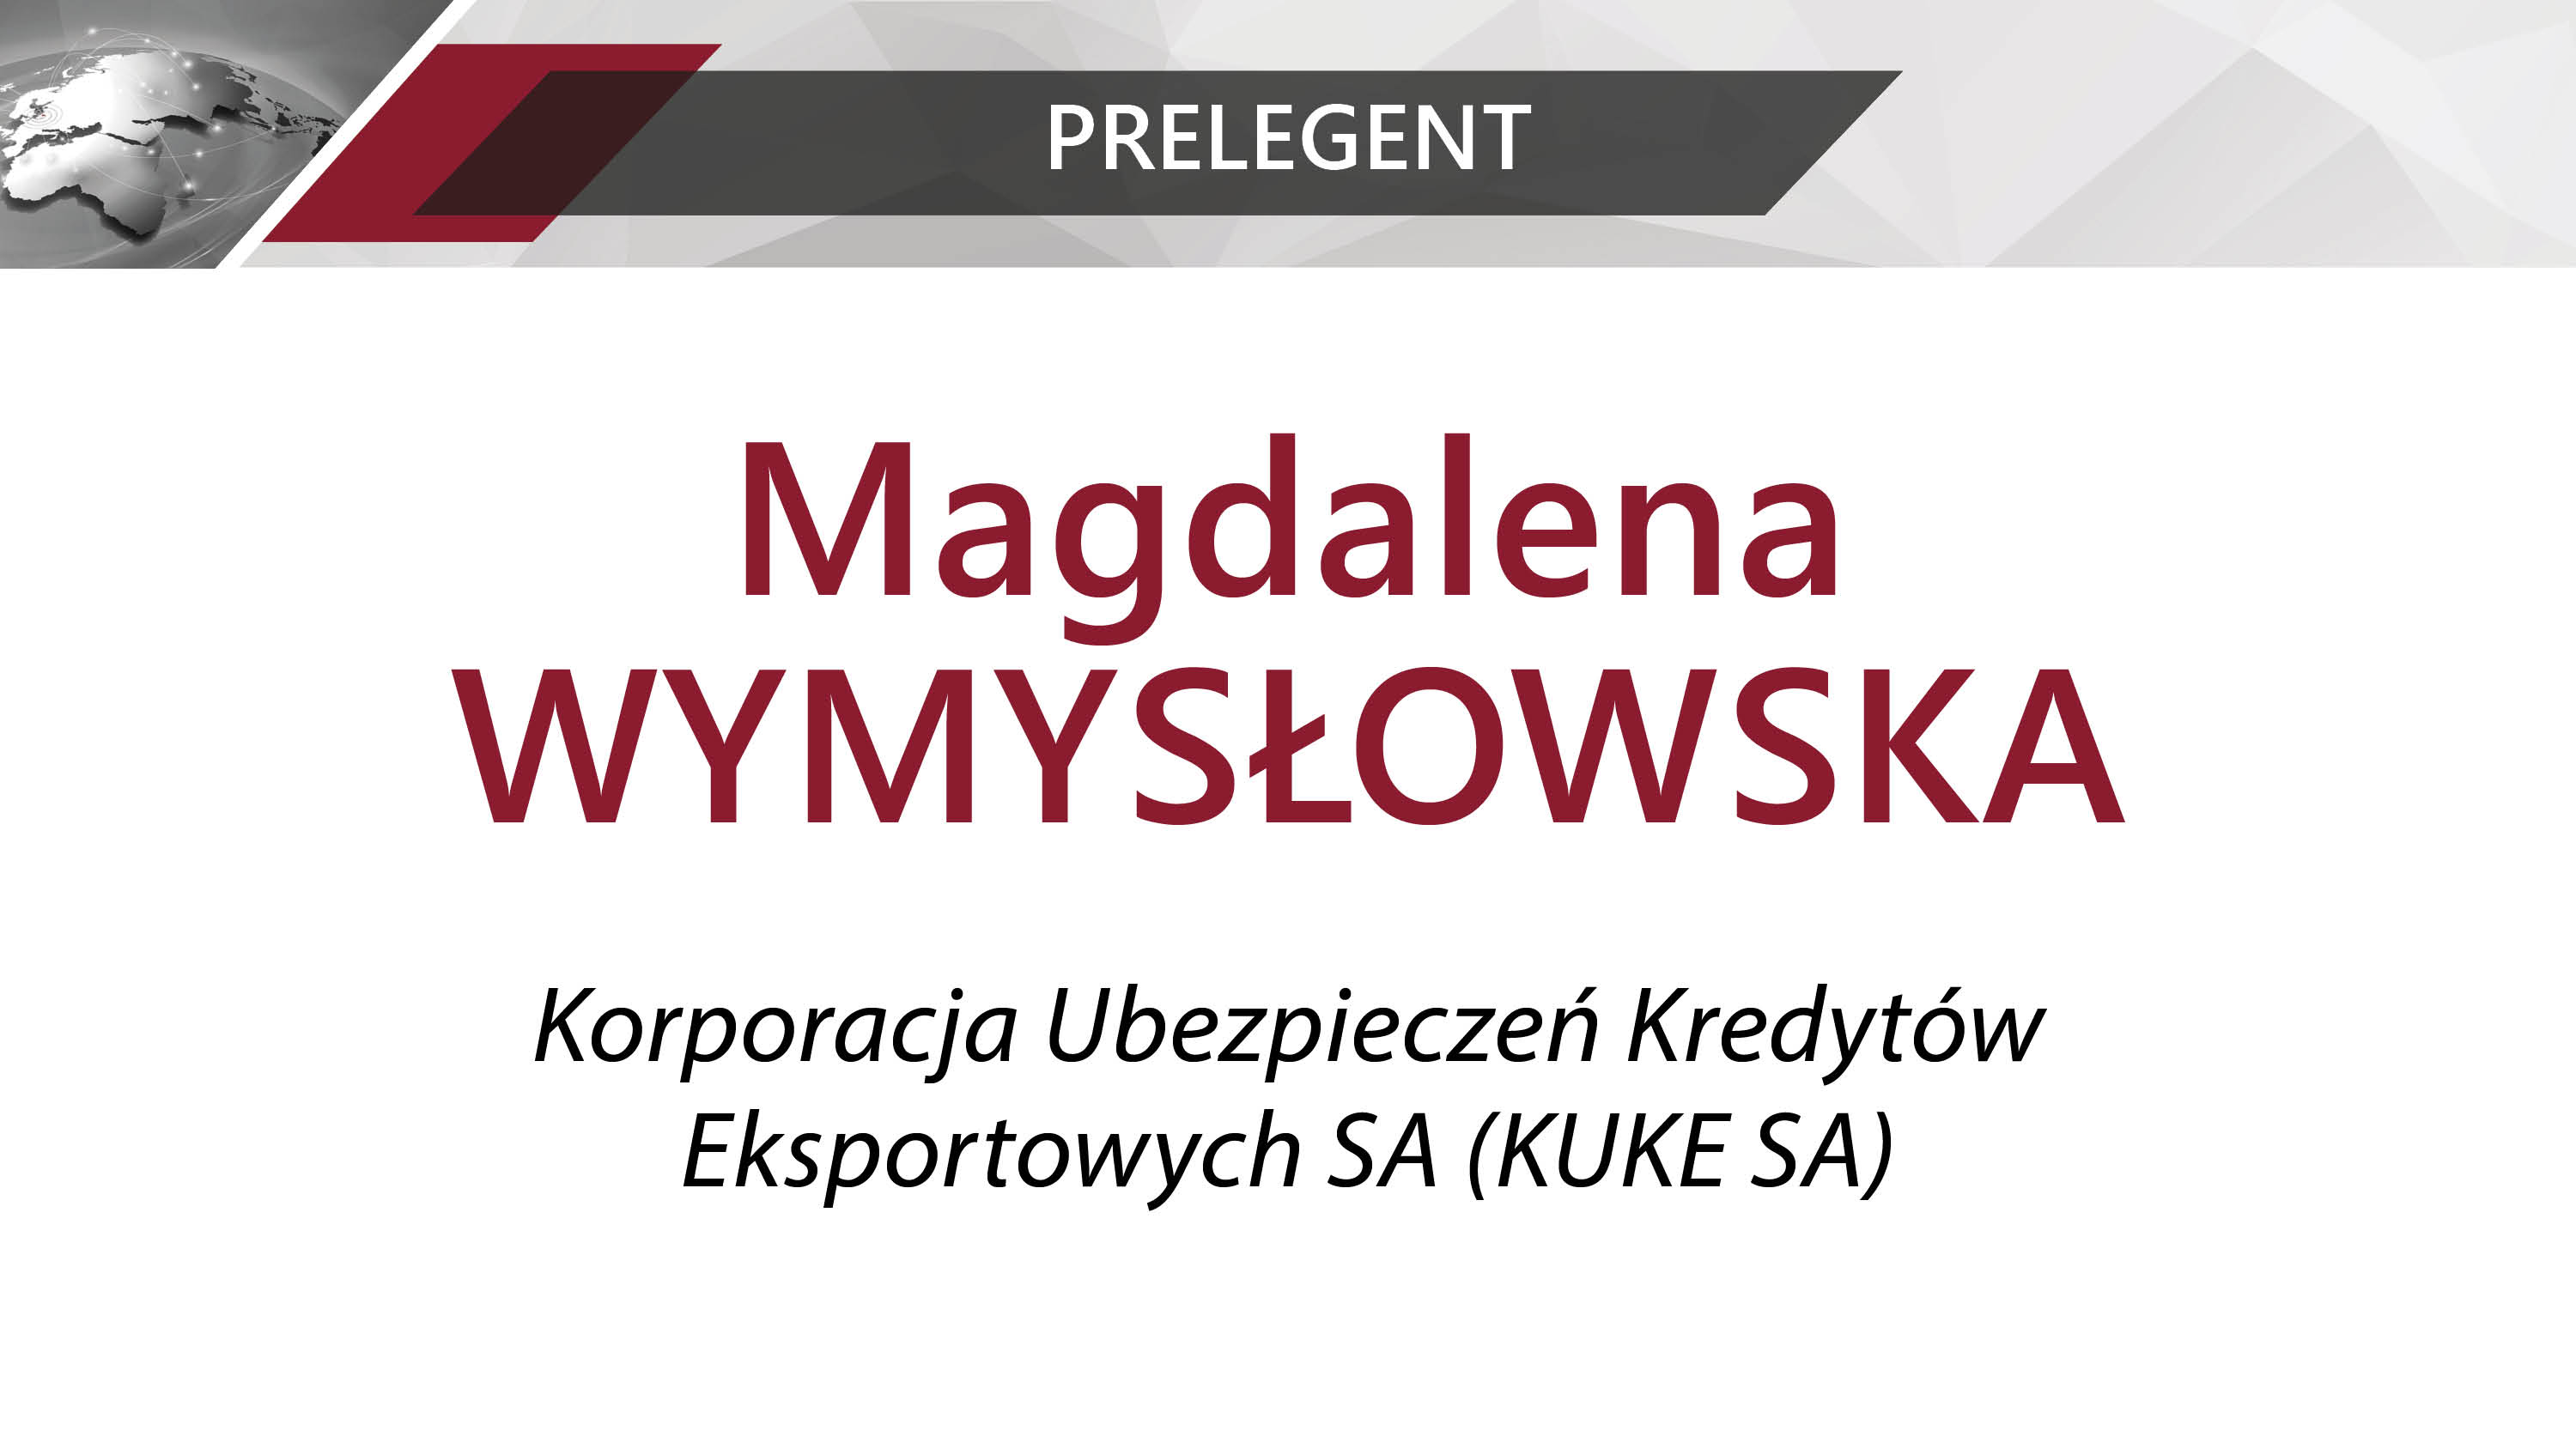 PRELEGENT
Magdalena
WYMYSŁOWSKA
Korporacja Ubezpieczeń Kredytów
Eksportowych SA (KUKE SA)